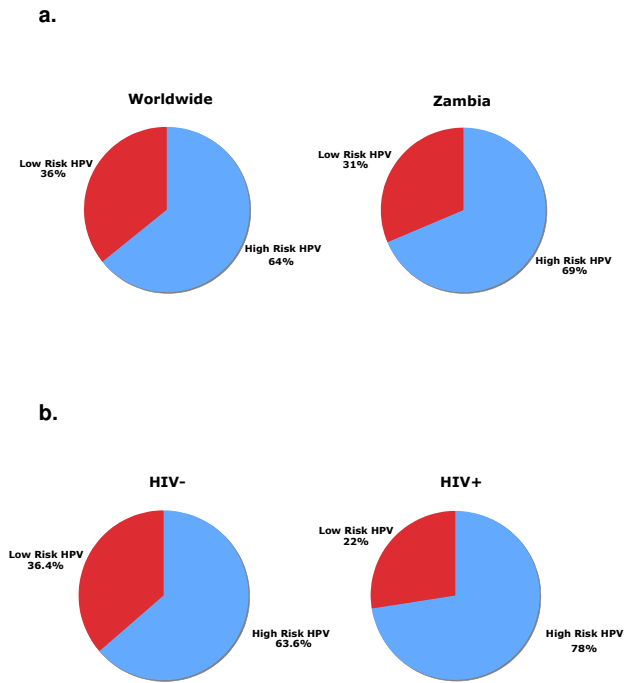 a.
Worldwide
Zambia
Low Risk HPV
36%
High Risk HPV
64%
Low Risk HPV
31%
High Risk HPV
69%
b.
HIV-
HIV+
Low Risk HPV
36.4%
High Risk HPV
63.6%
Low Risk HPV
22%
High Risk HPV
78%